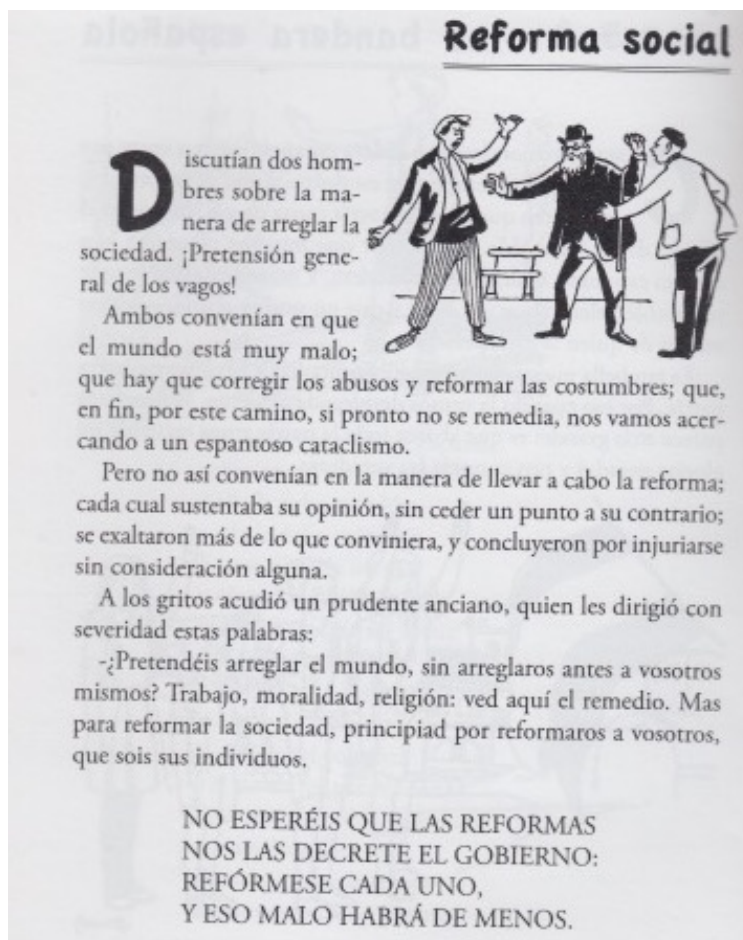 Reforma social
Discutían dos hom-
bres sobre la ma-
nera de arreglar la
sociedad. ¡Pretensión gene-
ral de los vagos!
Ambos convenían en que
el mundo está muy malo;
que hay que corregir los abusos y reformar las costumbres; que,
en fin, por este camino, si pronto no se remedia, nos vamos acer-
cando a un espantoso cataclismo.
Pero no así convenían en la manera de llevar a cabo la reforma;
cada cual sustentaba su opinión, sin ceder un punto a su contrario;
se exaltaron más de lo que conviniera, y concluyeron por injuriarse
sin consideración alguna.
A los gritos acudió un prudente anciano, quien les dirigió con
severidad estas palabras:
-¿Pretendéis arreglar el mundo, sin arreglaros antes a vosotros
mismos? Trabajo, moralidad, religión: ved aquí el remedio. Mas
para reformar la sociedad, principiad por reformaros a vosotros,
que sois sus individuos.
NO ESPERÉIS QUE LAS REFORMAS
NOS LAS DECRETE EL GOBIERNO:
REFÓRMESE CADA UNO,
Y ESO MALO HABRÁ DE MENOS.